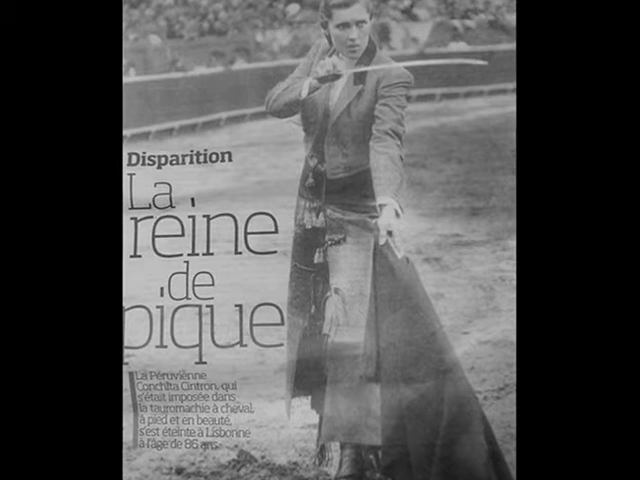 Disparition
La
reine
de
pique
La Péruvienne
Conchita Cintron, qui
s'était imposée dans
la tauromachie à cheval,
à pied et en beauté,
s'est éteinte à Lisbonne
à l'âge de 86 ans